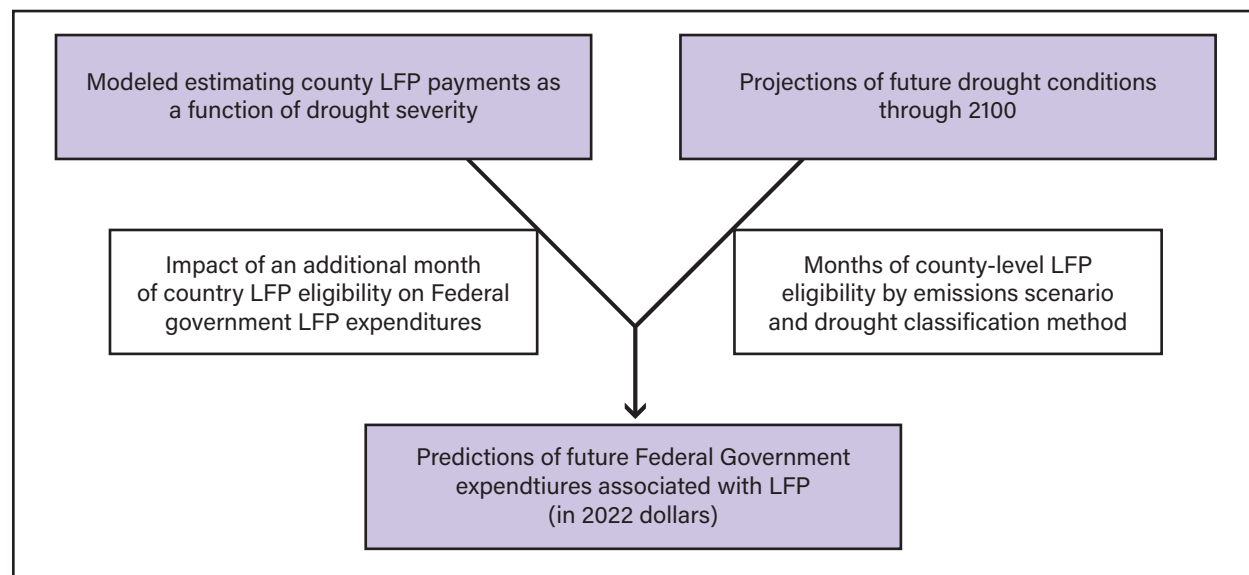 Modeled estimating county LFP payments as
a function of drought severity
Projections of future drought conditions
through 2100
Impact of an additional month
of country LFP eligibility on Federal
government LFP expenditures
Months of county-level LFP
eligibility by emissions scenario
and drought classification method
Predictions of future Federal Government
expendtiures associated with LFP
(in 2022 dollars)